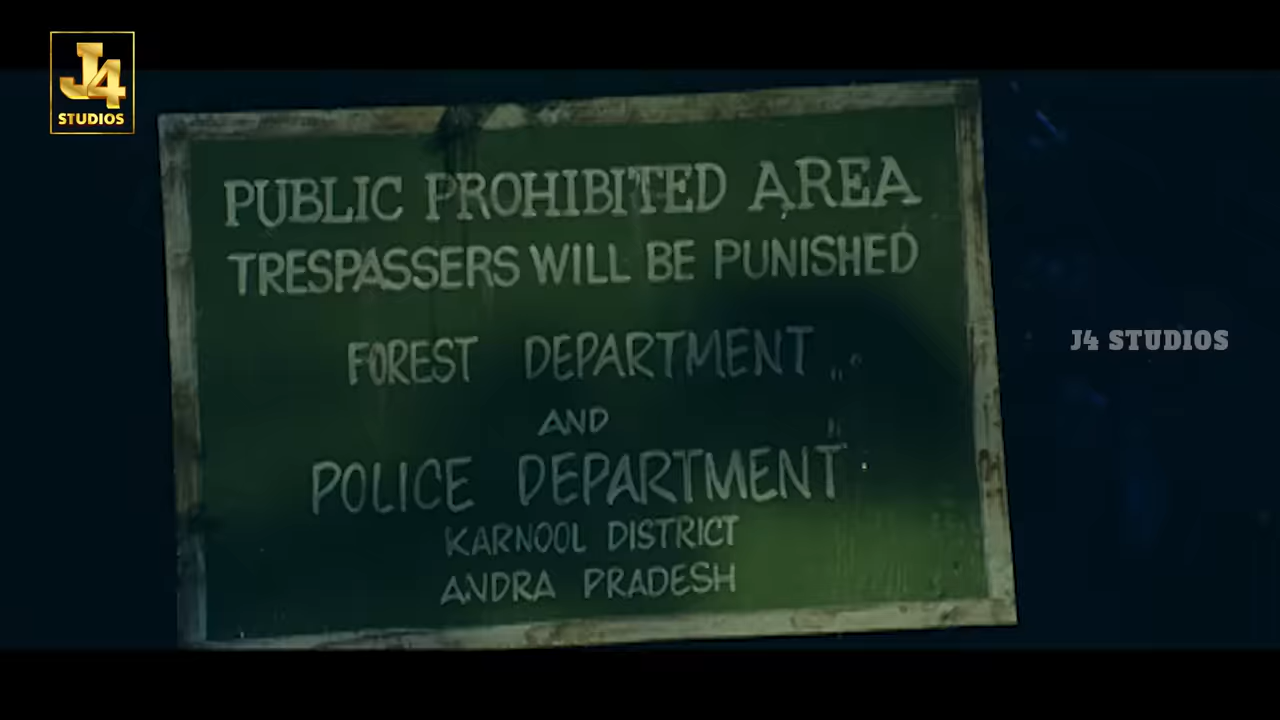 J4
STUDIOS
PUBLIC PROHIBITED AREA
TRESPASSERS WILL BE PUNISHED
FOREST DEPARTMENT
AND
POLICE DEPARTMENT
KARNOOL DISTRICT
ANDRA PRADESH
J4 STUDIOS